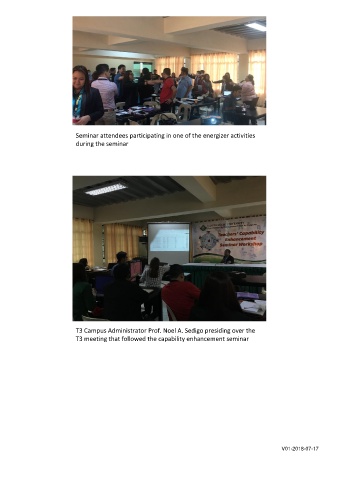 Seminar attendees participating in one of the energizer activities
during the seminar
Teachers' Capability
Enhancement
Seminar Workshop
T3 Campus Administrator Prof. Noel A. Sedigo presiding over the
T3 meeting that followed the capability enhancement seminar
V01-2018-07-17